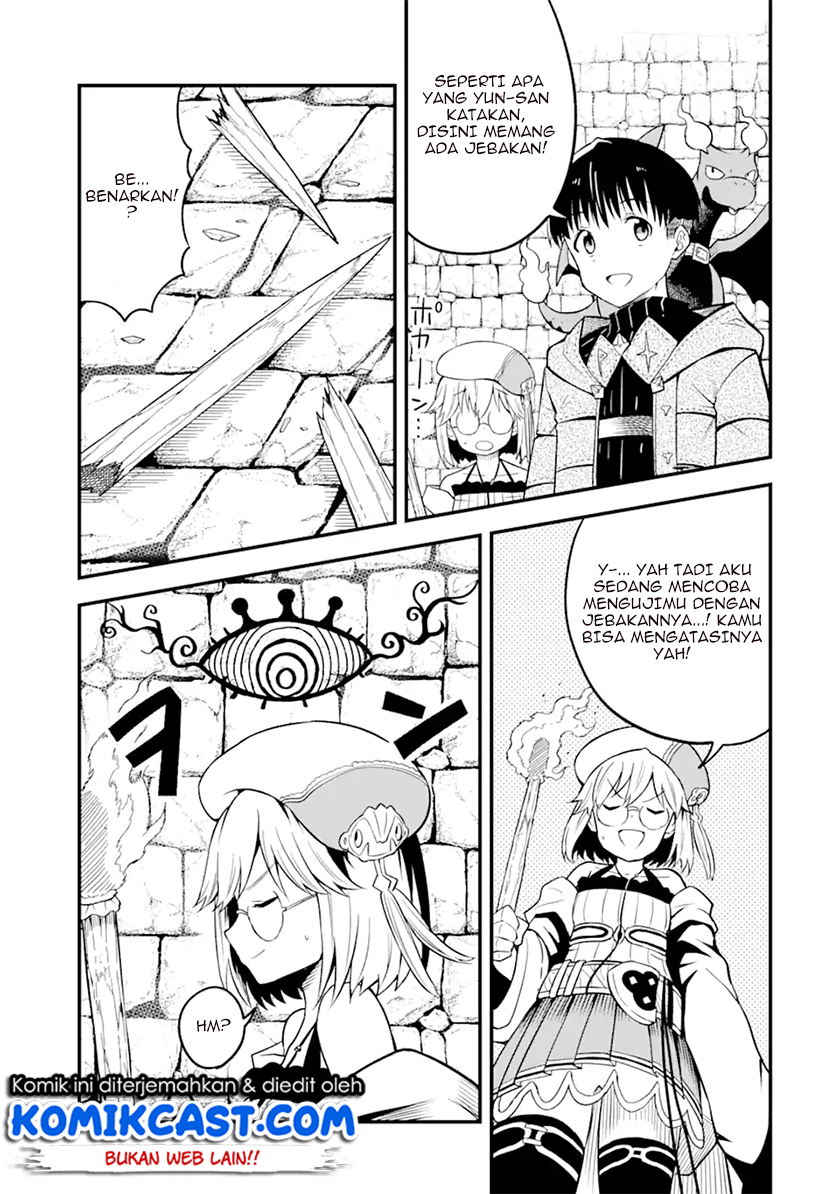 SEPERTI APA
YANG YUN-SAN
KATAKAN,
DISINI MEMANG
ADA JEBAKAN!
ポカーン…
BE...
BENARKAN!
?
Y-... YAH TADI AKU
SEDANG MENCOBA
MENGUJIMU DENGAN
JEBAKANNYA...! KAMU
BISA MENGATASINYA
YAH!
ヌン
HM?
Komik ini diterjemahkan & diedit oleh
KOMIKCAST.COM
BUKAN WEB LAIN!!